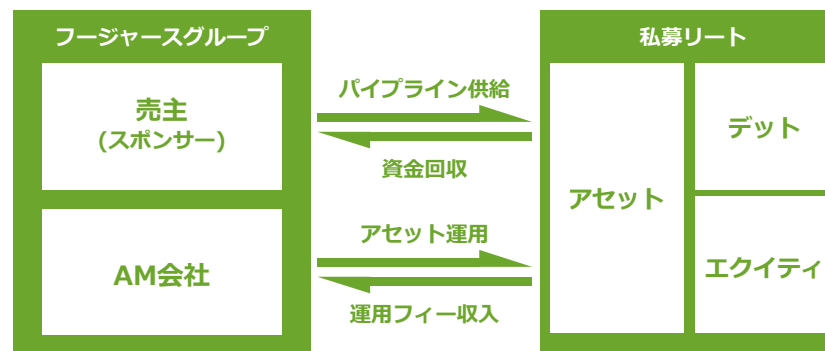 フージャースグループ
売主
(スポンサー)
AM会社
パイプライン供給
資金回収
アセット運用
運用フィー収入
私募リート
アセット
デット
エクイティ